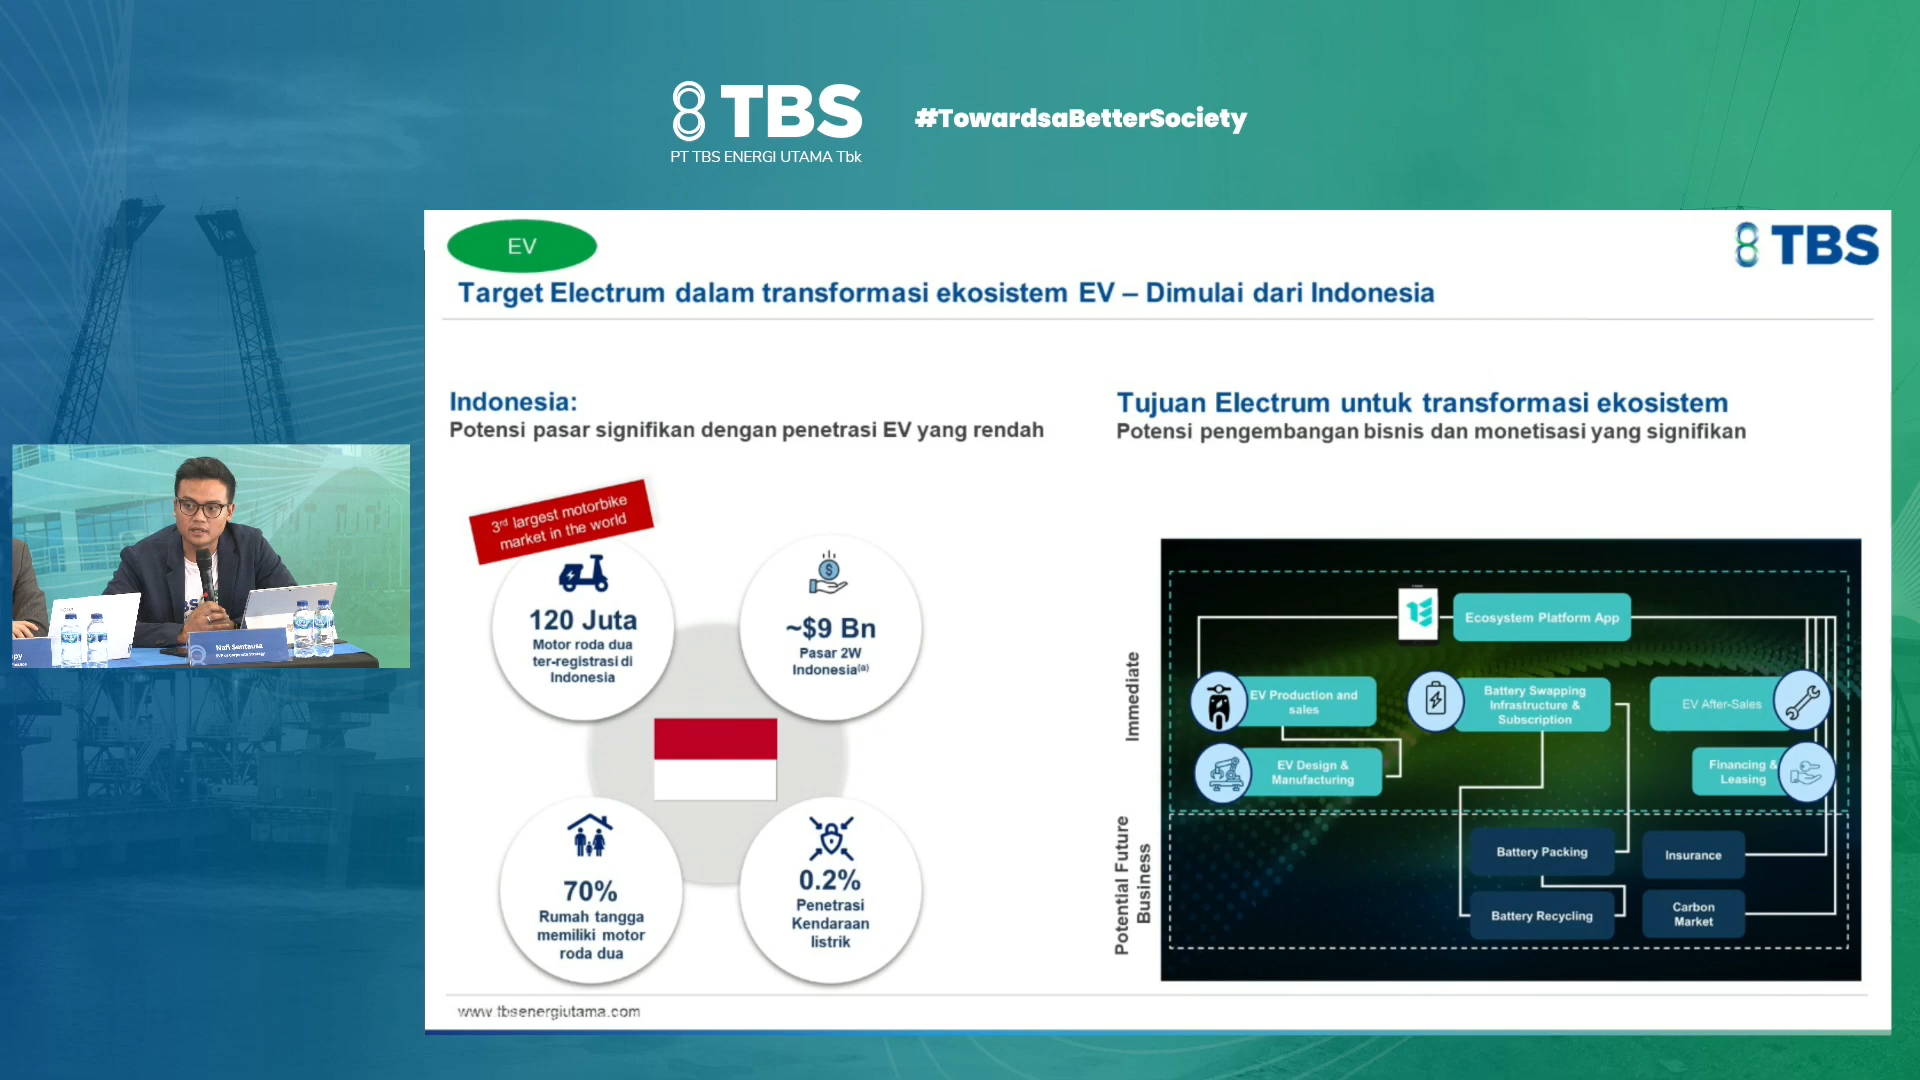 TBS
PT TBS ENERGI UTAMA Tbk
#TowardsaBetterSociety
EV
TBS
Target Electrum dalam transformasi ekosistem EV – Dimulai dari Indonesia
Indonesia:
Potensi pasar signifikan dengan penetrasi EV yang rendah
3rd largest motorbike
market in the world
120 Juta
Motor roda dua
ter-registrasi di
Indonesia
~$9 Bn
Pasar 2W
Indonesia(a)
70%
Rumah tangga
memiliki motor
roda dua
0.2%
Penetrasi
Kendaraan
listrik
Tujuan Electrum untuk transformasi ekosistem
Potensi pengembangan bisnis dan monetisasi yang signifikan
Immediate
Ecosystem Platform App
EV Production and
sales
Battery Swapping
Infrastructure &
Subscription
EV After-Sales
EV Design &
Manufacturing
Financing &
Leasing
Potential Future
Business
Battery Packing
Insurance
Battery Recycling
Carbon
Market
www.tbsenergiutama.com
Nafi Sentausa